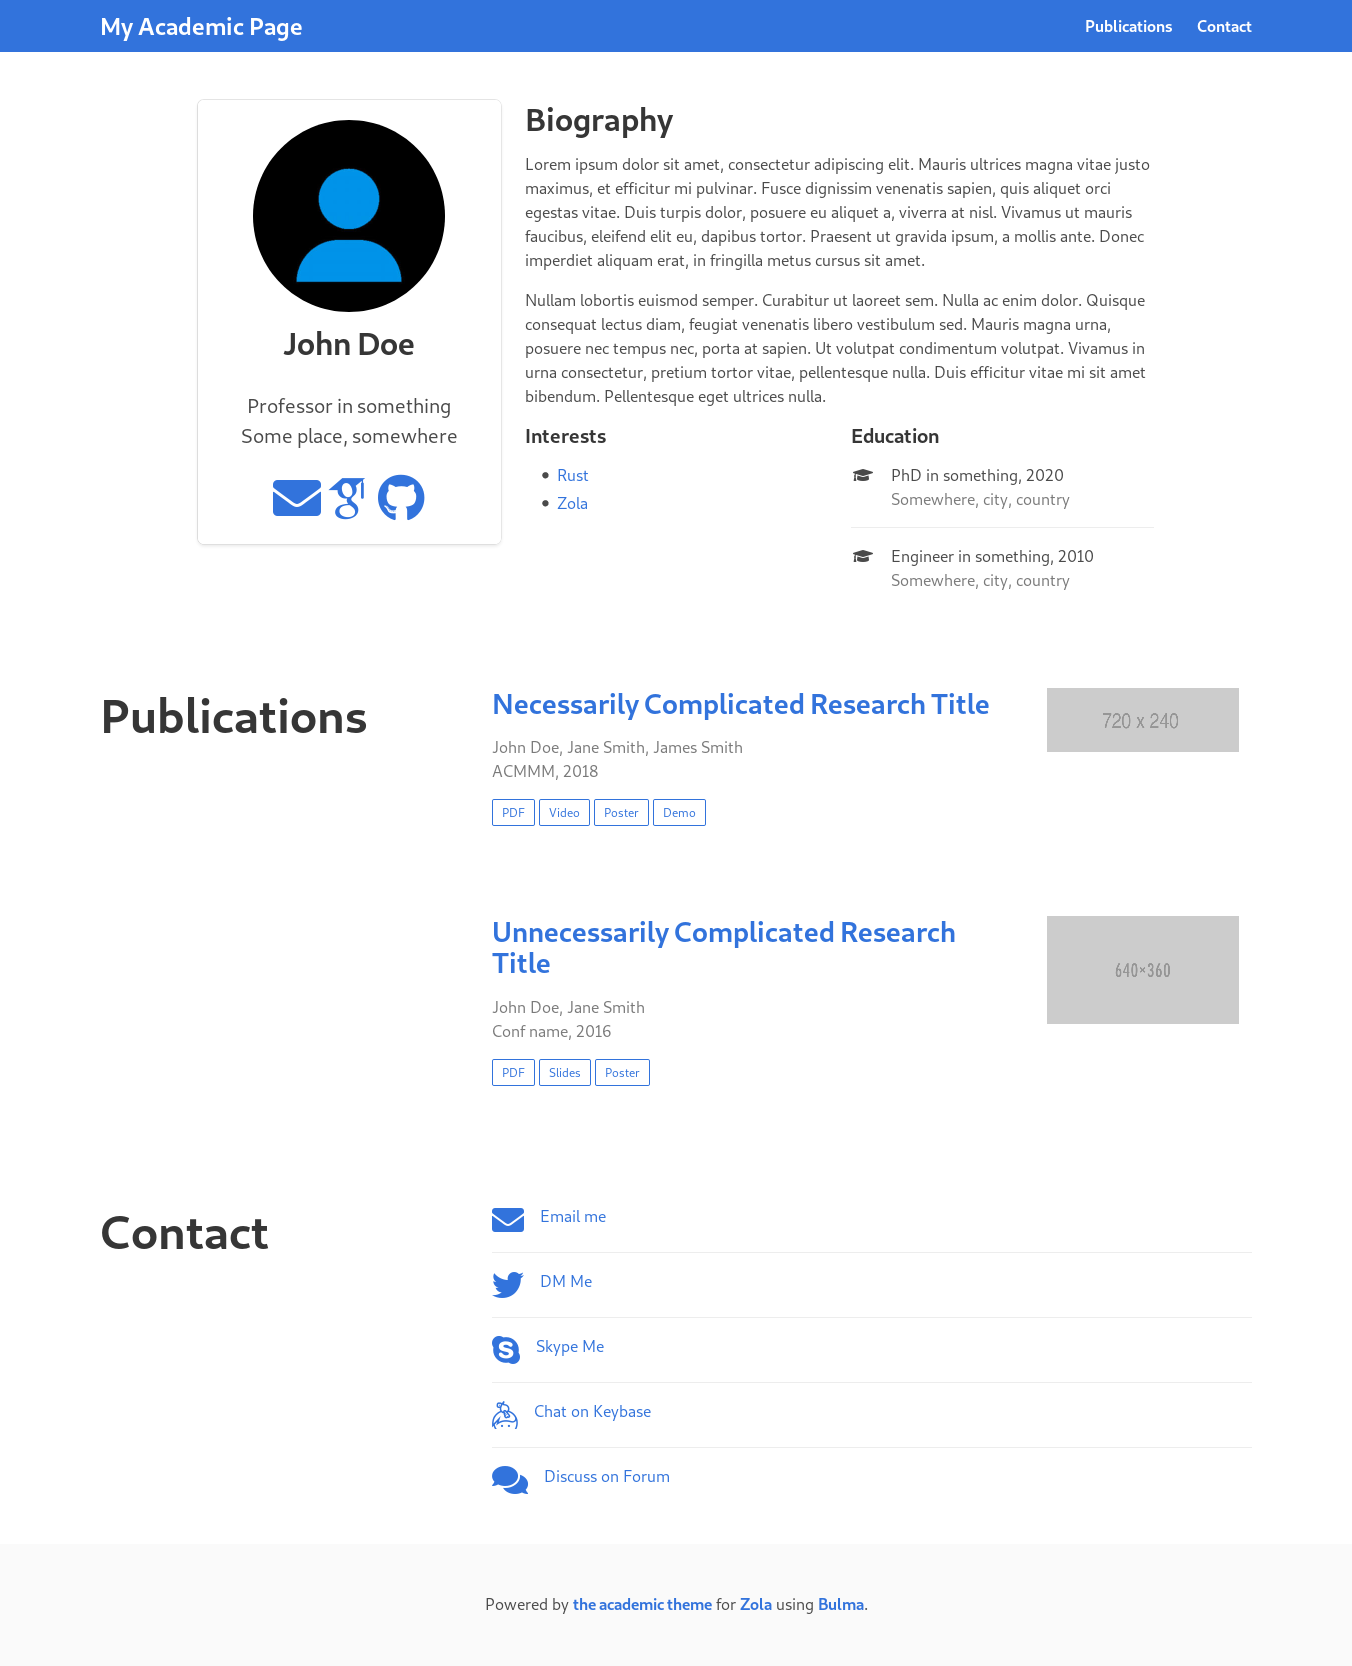 My Academic Page
Publications
Contact
John Doe
Professor in something
Some place, somewhere
Biography
Lorem ipsum dolor sit amet, consectetur adipiscing elit. Mauris ultrices magna vitae justo
maximus, et efficitur mi pulvinar. Fusce dignissim venenatis sapien, quis aliquet orci
egestas vitae. Duis turpis dolor, posuere eu aliquet a, viverra at nisl. Vivamus ut mauris
faucibus, eleifend elit eu, dapibus tortor. Praesent ut gravida ipsum, a mollis ante. Donec
imperdiet aliquam erat, in fringilla metus cursus sit amet.
Nullam lobortis euismod semper. Curabitur ut laoreet sem. Nulla ac enim dolor. Quisque
consequat lectus diam, feugiat venenatis libero vestibulum sed. Mauris magna urna,
posuere nec tempus nec, porta at sapien. Ut volutpat condimentum volutpat. Vivamus in
urna consectetur, pretium tortor vitae, pellentesque nulla. Duis efficitur vitae mi sit amet
bibendum. Pellentesque eget ultrices nulla.
Interests
Rust
Zola
Education
PhD in something, 2020
Somewhere, city, country
Engineer in something, 2010
Somewhere, city, country
Publications
Necessarily Complicated Research Title
John Doe, Jane Smith, James Smith
ACMMM, 2018
PDF
Video
Poster
Demo
720 x 240
Unnecessarily Complicated Research
Title
John Doe, Jane Smith
Conf name, 2016
PDF
Slides
Poster
640×360
Contact
Email me
DM Me
Skype Me
Chat on Keybase
Discuss on Forum
Powered by the academic theme for Zola using Bulma.